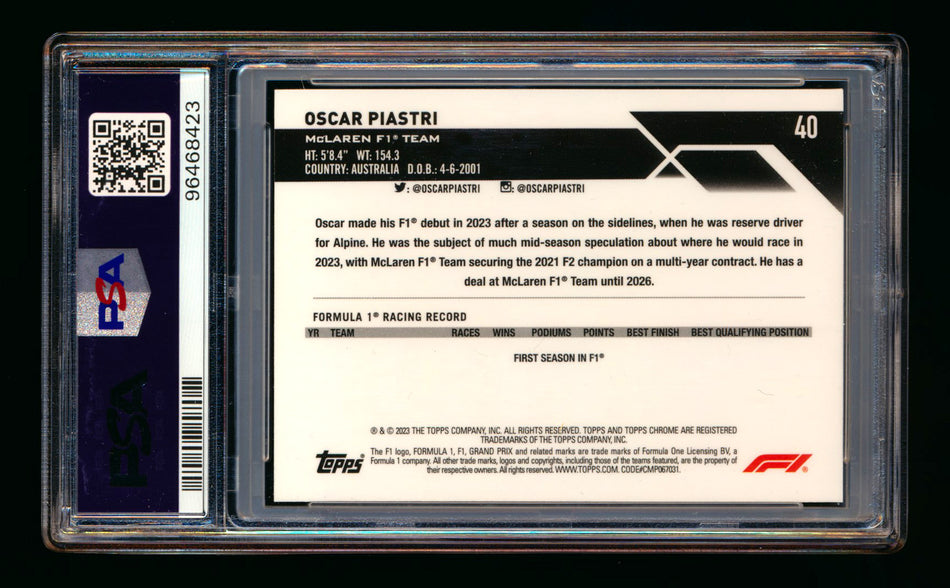 96468423
PSA
PSA
OSCAR PIASTRI
40
McLAREN F1® TEAM
HT: 5'8.4" WT: 154.3
COUNTRY: AUSTRALIA D.O.B.: 4-6-2001
: @OSCARPIASTRI : @OSCARPIASTRI
Oscar made his F1® debut in 2023 after a season on the sidelines, when he was reserve driver
for Alpine. He was the subject of much mid-season speculation about where he would race in
2023, with McLaren F1® Team securing the 2021 F2 champion on a multi-year contract. He has a
deal at McLaren F1® Team until 2026.
FORMULA 1® RACING RECORD
YR TEAM RACES WINS PODIUMS POINTS BEST FINISH BEST QUALIFYING POSITION
FIRST SEASON IN F1®
® & © 2023 THE TOPPS COMPANY, INC. ALL RIGHTS RESERVED. TOPPS AND TOPPS CHROME ARE REGISTERED
TRADEMARKS OF THE TOPPS COMPANY, INC.
Topps
The F1 logo, FORMULA 1, F1, GRAND PRIX and related marks are trade marks of Formula One Licensing BV, a
Formula 1 company. All other trade marks, logos and copyrights, including those of the teams featured, are the property of
their respective owners. All rights reserved. WWW.TOPPS.COM. CODE#CMP067031.
F1®